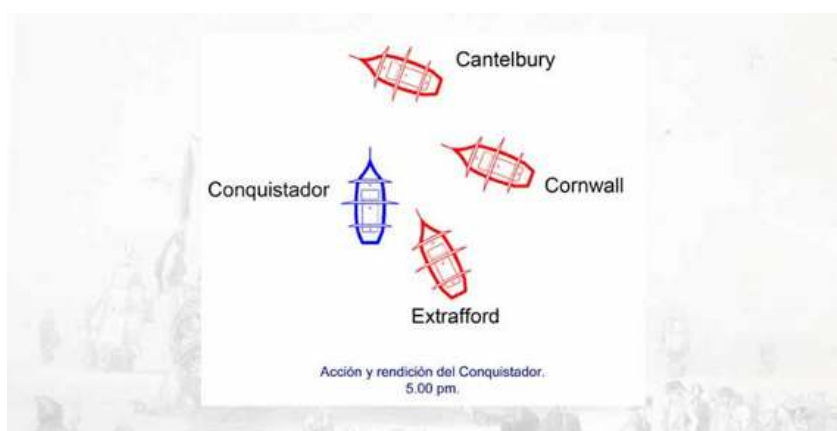 Cantelbury
Cornwall
Conquistador
Extrafford
Acción y rendición del Conquistador.
5.00 pm.